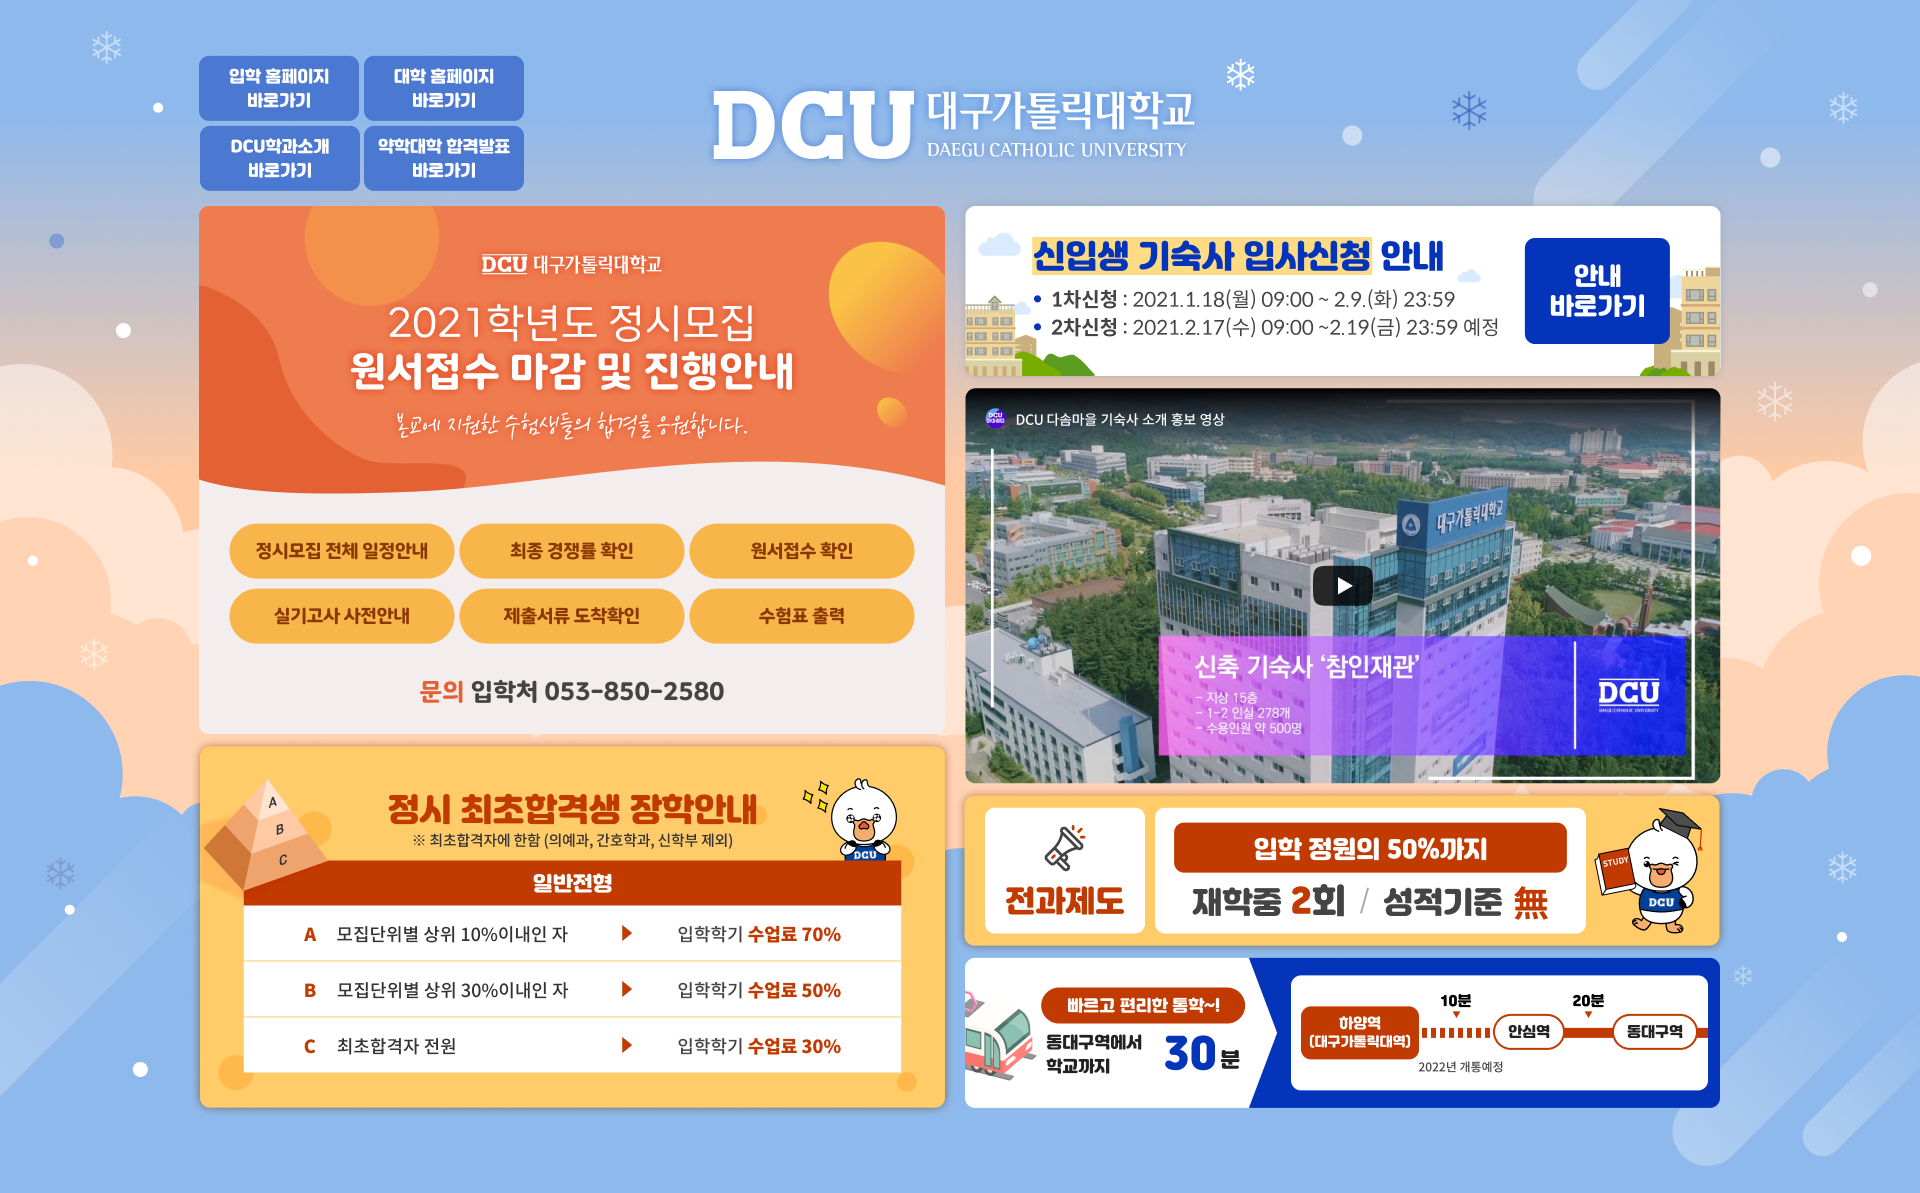 입학 홈페이지
바로가기
대학 홈페이지
바로가기
DCU학과소개
바로가기
약학대학 합격발표
바로가기
DCU 대구가톨릭대학교
DAEGU CATHOLIC UNIVERSITY
DCU 대구가톨릭대학교
2021학년도 정시모집
원서접수 마감 및 진행안내
본교에 지원한 수험생들의 합격을 응원합니다.
정시모집 전체 일정안내
최종 경쟁률 확인
원서접수 확인
실기고사 사전안내
제출서류 도착확인
수험표 출력
문의 입학처 053-850-2580
신입생 기숙사 입사신청 안내
• 1차신청 : 2021.1.18(월) 09:00 ~ 2.9.(화) 23:59
• 2차신청 : 2021.2.17(수) 09:00 ~2.19(금) 23:59 예정
안내
바로가기
DCU
DCU 다솜마을 기숙사 소개 홍보 영상
대구가톨릭대학교
신축 기숙사 ‘참인재관’
- 지상 15층
- 1-2 인실 278개
- 수용인원 약 500명
DCU
DAEGU CATHOLIC UNIVERSITY
A
B
C
정시 최초합격생 장학안내
※ 최초합격자에 한함 (의예과, 간호학과, 신학부 제외)
DCU
일반전형
A 모집단위별 상위 10%이내인 자 ▶ 입학학기 수업료 70%
B 모집단위별 상위 30%이내인 자 ▶ 입학학기 수업료 50%
C 최초합격자 전원 ▶ 입학학기 수업료 30%
전과제도
입학 정원의 50%까지
재학중 2회 / 성적기준 無
STUDY
DCU
빠르고 편리한 통학~!
동대구역에서
학교까지
30분
10분
20분
하양역
(대구가톨릭대역)
안심역
동대구역
2022년 개통예정